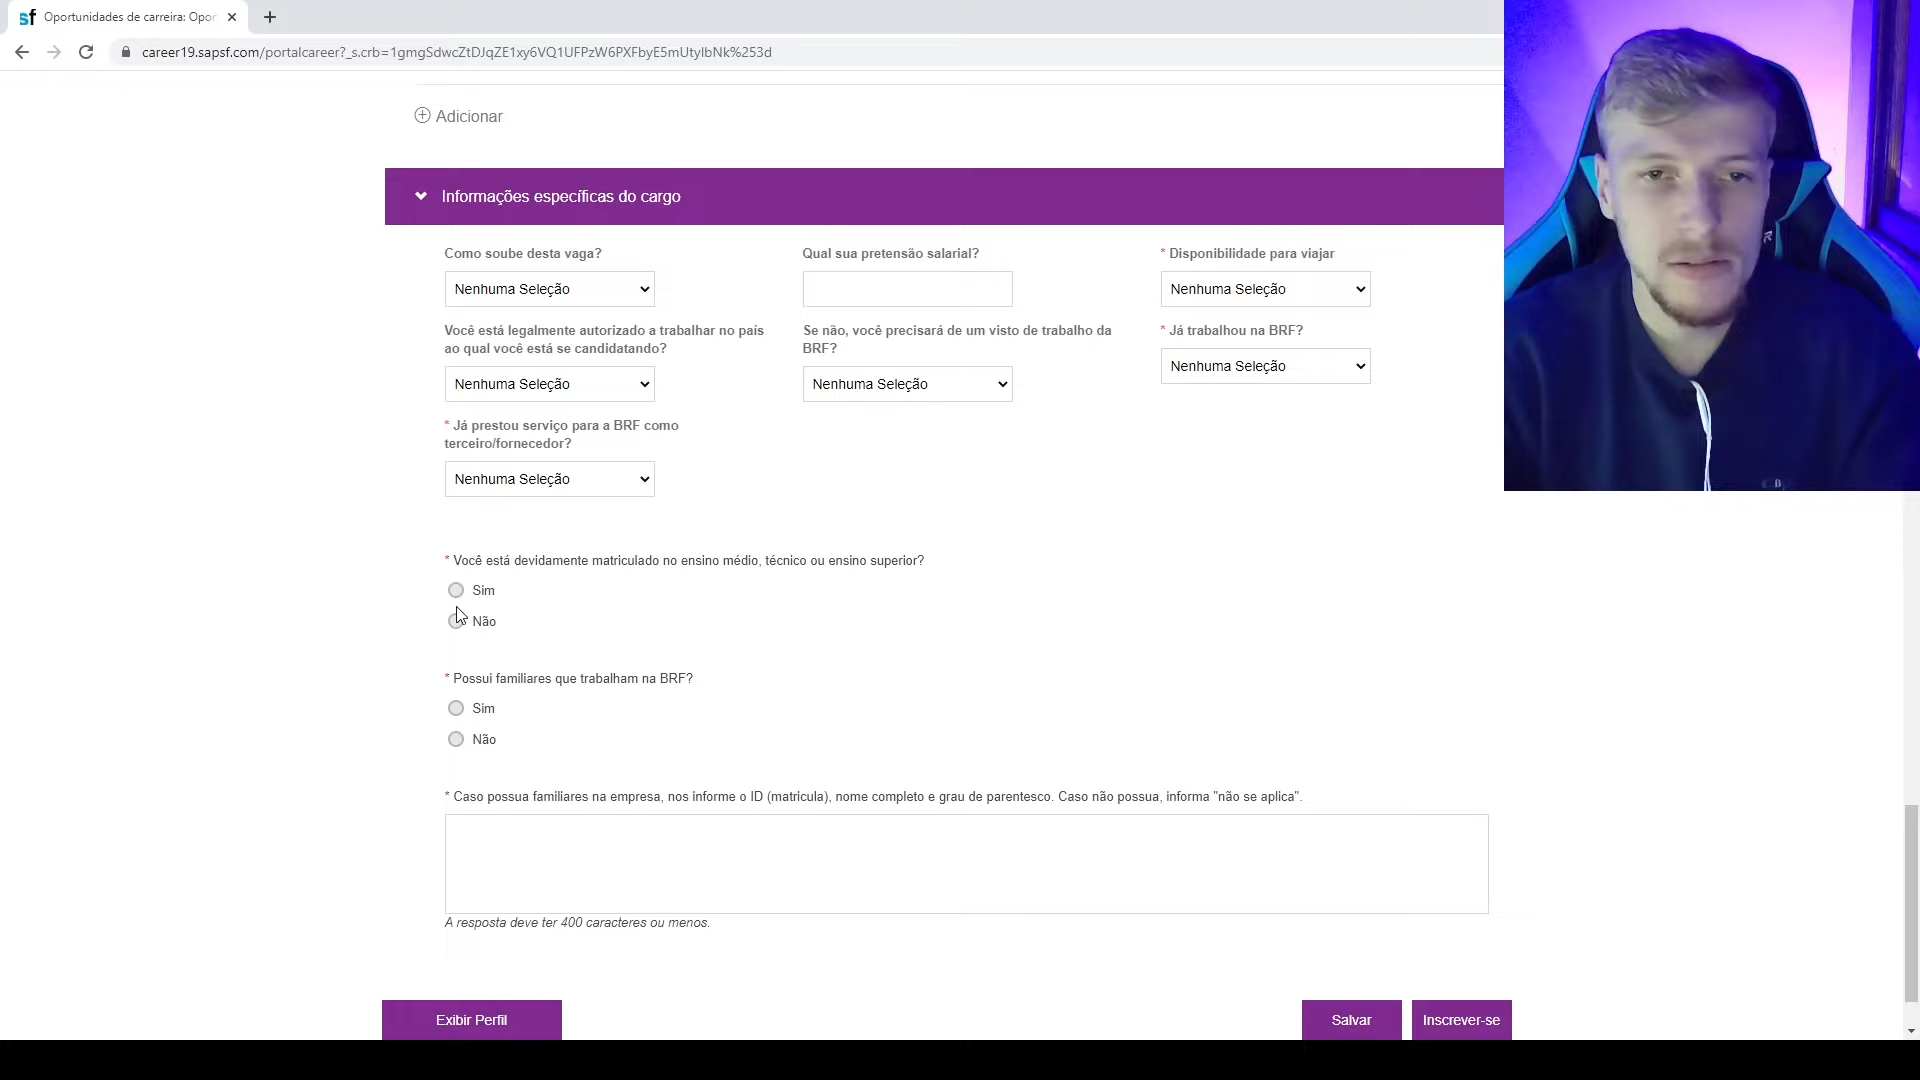 sf Oportunidades de carreira: Opor
career19.sapsf.com/portalcareer?_s.crb=1gmgSdwcZtDJqZE1xy6VQ1UFPzW6PXFbyE5mUtyIbNk%253d
Adicionar
Informações específicas do cargo
Como soube desta vaga?
Nenhuma Seleção
Qual sua pretensão salarial?
* Disponibilidade para viajar
Nenhuma Seleção
Você está legalmente autorizado a trabalhar no país
ao qual você está se candidatando?
Nenhuma Seleção
Se não, você precisará de um visto de trabalho da
BRF?
Nenhuma Seleção
* Já trabalhou na BRF?
Nenhuma Seleção
* Já prestou serviço para a BRF como
terceiro/fornecedor?
Nenhuma Seleção
* Você está devidamente matriculado no ensino médio, técnico ou ensino superior?
Sim
Não
* Possui familiares que trabalham na BRF?
Sim
Não
* Caso possua familiares na empresa, nos informe o ID (matricula), nome completo e grau de parentesco. Caso não possua, informa "não se aplica".
A resposta deve ter 400 caracteres ou menos.
Exibir Perfil
Salvar
Inscrever-se